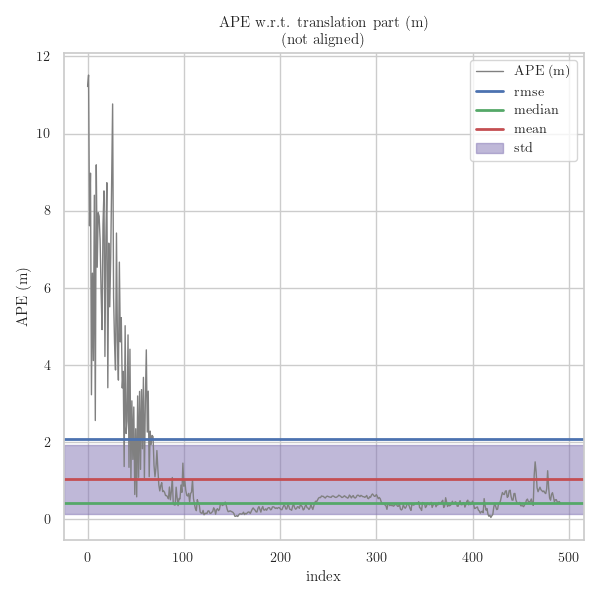 APE w.r.t. translation part (m)
(not aligned)
APE (m)
rmse
median
mean
std
APE (m)
12
10
8
6
4
2
0
0
100
200
300
400
500
index